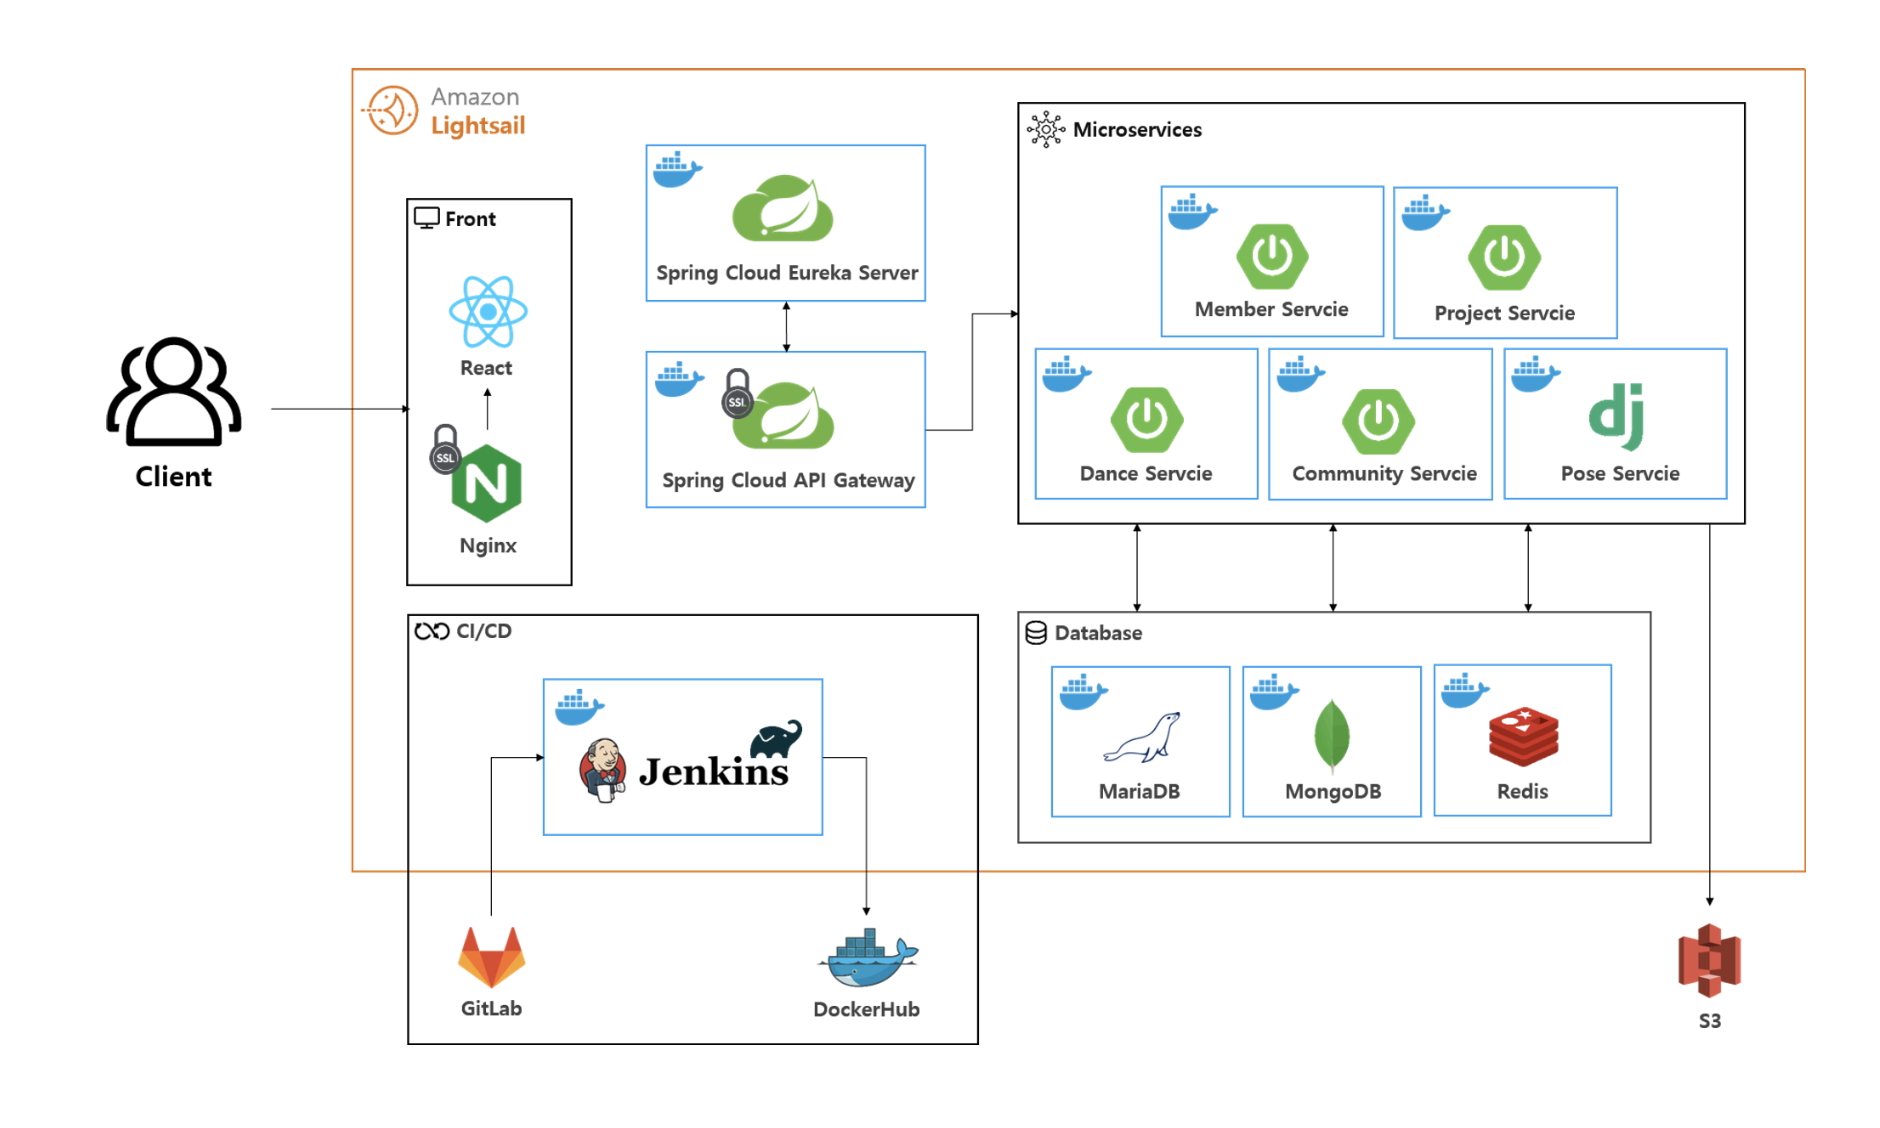 Amazon
Lightsail
Front
React
SSL
Nginx
Client
Spring Cloud Eureka Server
SSL
Spring Cloud API Gateway
Microservices
Member Servcie
Project Servcie
Dance Servcie
Community Servcie
Pose Servcie
CI/CD
Jenkins
GitLab
DockerHub
Database
MariaDB
MongoDB
Redis
S3